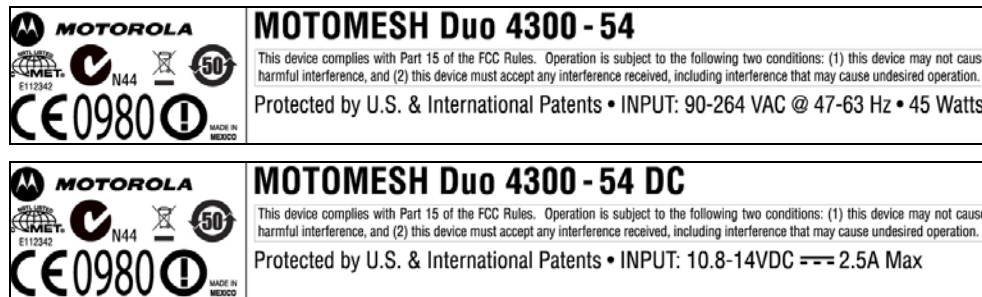 MOTOROLA
MOTOMESH Duo 4300 - 54
This device complies with Part 15 of the FCC Rules. Operation is subject to the following two conditions: (1) this device may not cause
harmful interference, and (2) this device must accept any interference received, including interference that may cause undesired operation.
Protected by U.S. & International Patents • INPUT: 90-264 VAC @ 47-63 Hz • 45 Watts
MET.
E112342
N44
50
CE0980
MADE IN
MEXICO
MOTOROLA
MOTOMESH Duo 4300 - 54 DC
This device complies with Part 15 of the FCC Rules. Operation is subject to the following two conditions: (1) this device may not cause
harmful interference, and (2) this device must accept any interference received, including interference that may cause undesired operation.
Protected by U.S. & International Patents • INPUT: 10.8-14VDC ⎓ 2.5A Max
MET.
E112342
N44
50
CE0980
MADE IN
MEXICO